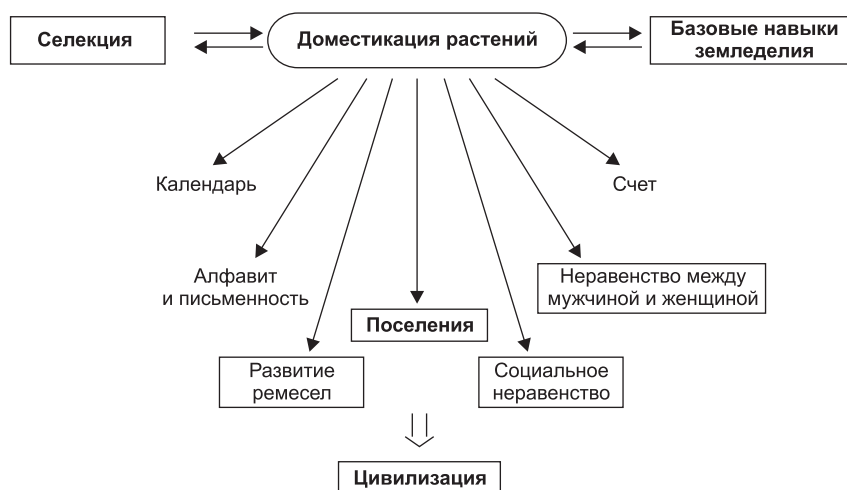 Селекция
Доместикация растений
Базовые навыки
земледелия
Календарь
Счет
Алфавит
и письменность
Неравенство между
мужчиной и женщиной
Поселения
Развитие
ремесел
Социальное
неравенство
Цивилизация